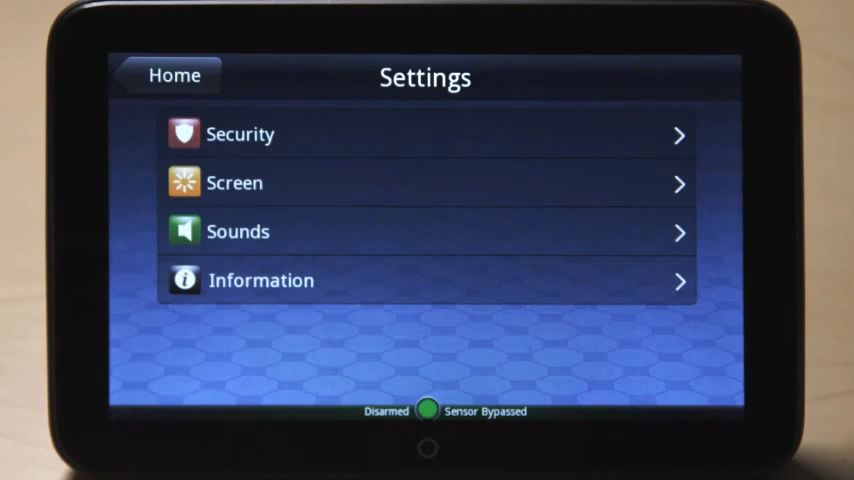 Home
Settings
Security
Screen
Sounds
Information
Disarmed
Sensor Bypassed